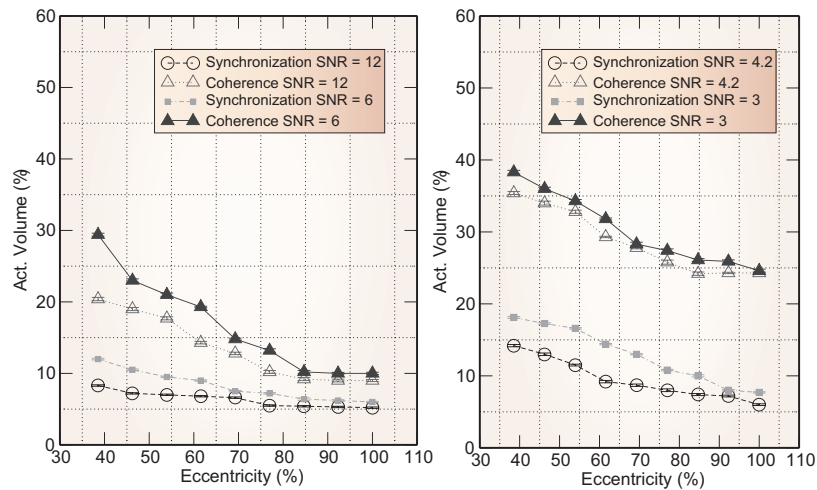 60
50
40
30
20
10
0
Act. Volume (%)
30 40 50 60 70 80 90 100 110
Eccentricity (%)
Synchronization SNR = 12
Coherence SNR = 12
Synchronization SNR = 6
Coherence SNR = 6
60
50
40
30
20
10
0
Act. Volume (%)
30 40 50 60 70 80 90 100 110
Eccentricity (%)
Synchronization SNR = 4.2
Coherence SNR = 4.2
Synchronization SNR = 3
Coherence SNR = 3